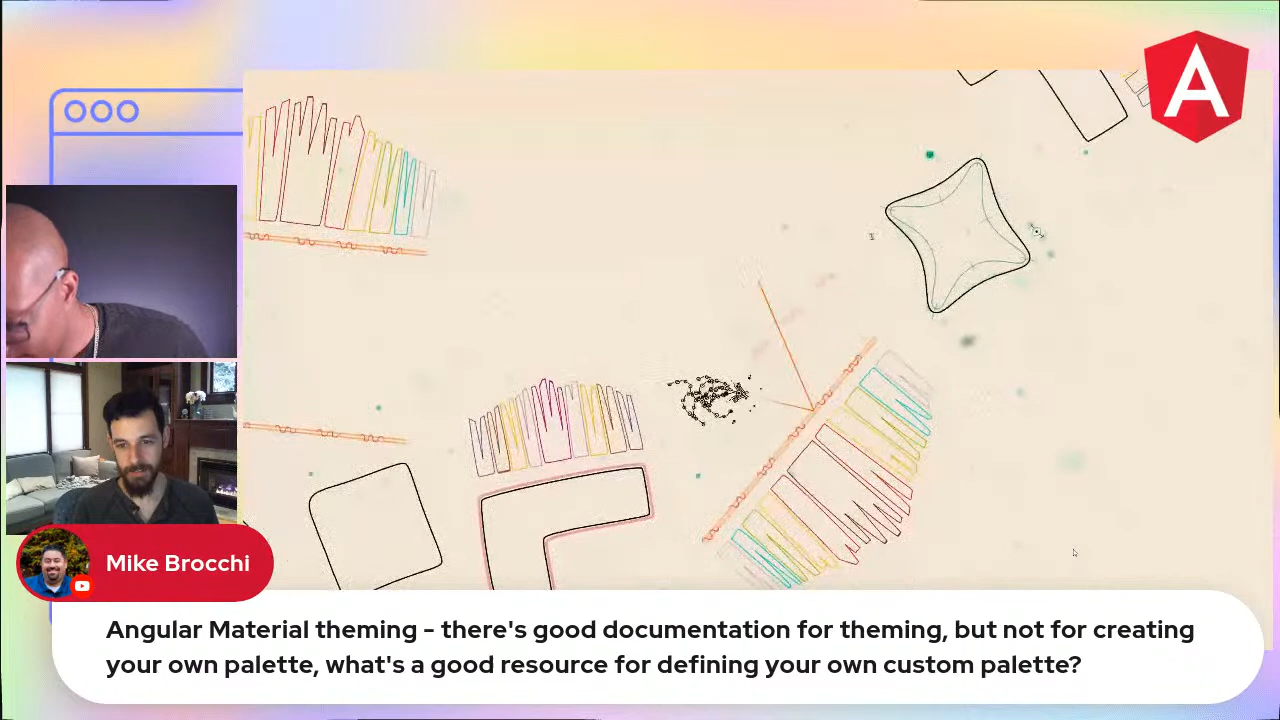 A
Mike Brocchi
Angular Material theming - there's good documentation for theming, but not for creating
your own palette, what's a good resource for defining your own custom palette?